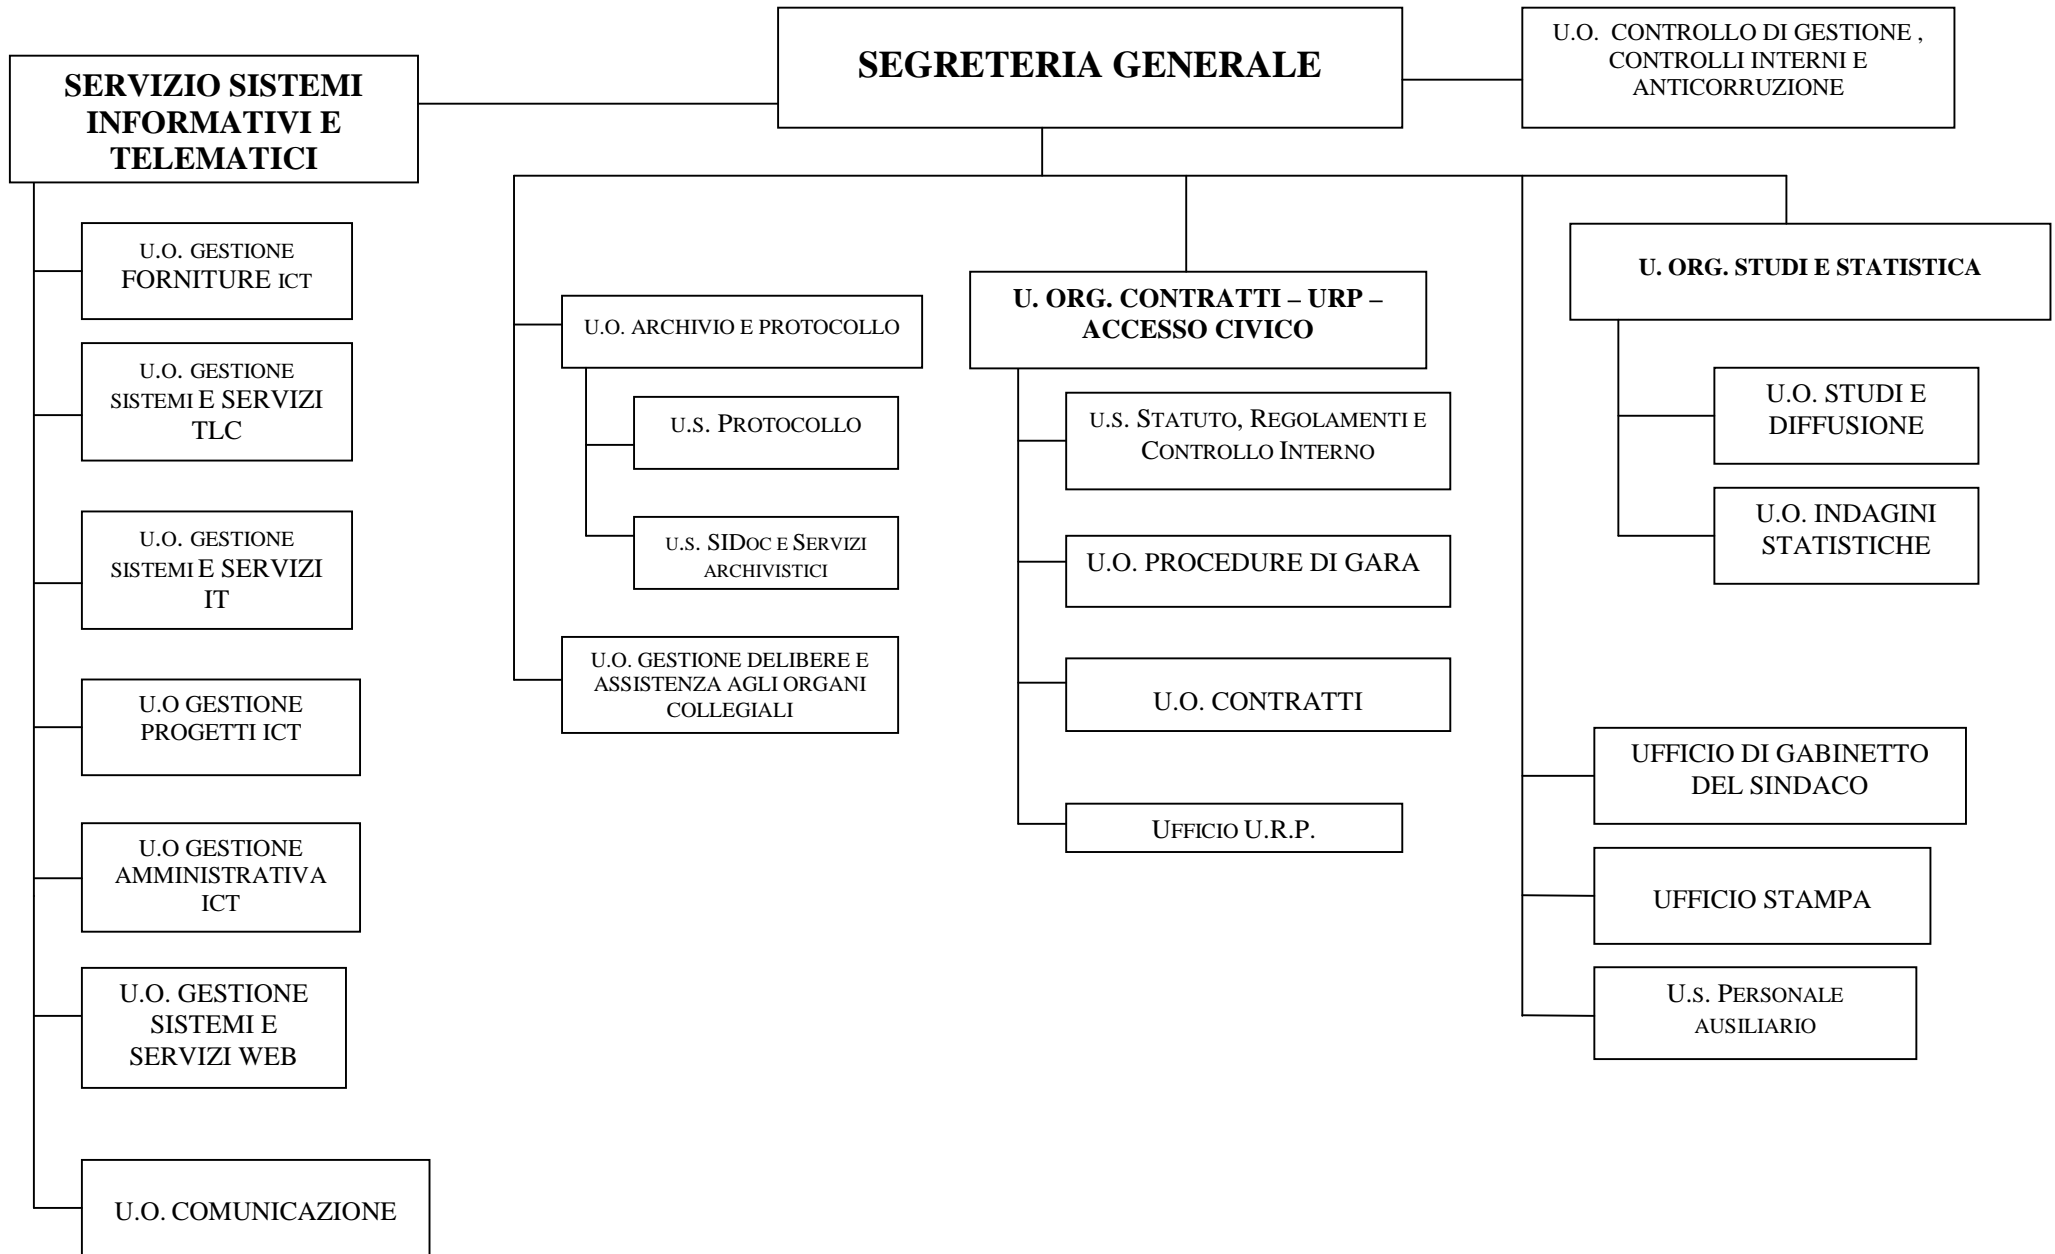 SEGRETERIA GENERALE
U.O. CONTROLLO DI GESTIONE ,
CONTROLLI INTERNI E
ANTICORRUZIONE
SERVIZIO SISTEMI
INFORMATIVI E
TELEMATICI
U.O. GESTIONE
FORNITURE ICT
U.O. GESTIONE
SISTEMI E SERVIZI
TLC
U.O. GESTIONE
SISTEMI E SERVIZI
IT
U.O GESTIONE
PROGETTI ICT
U.O GESTIONE
AMMINISTRATIVA
ICT
U.O. GESTIONE
SISTEMI E
SERVIZI WEB
U.O. COMUNICAZIONE
U.O. ARCHIVIO E PROTOCOLLO
U.S. PROTOCOLLO
U.S. SIDOC E SERVIZI
ARCHIVISTICI
U.O. GESTIONE DELIBERE E
ASSISTENZA AGLI ORGANI
COLLEGIALI
U. ORG. CONTRATTI – URP –
ACCESSO CIVICO
U.S. STATUTO, REGOLAMENTI E
CONTROLLO INTERNO
U.O. PROCEDURE DI GARA
U.O. CONTRATTI
UFFICIO U.R.P.
U. ORG. STUDI E STATISTICA
U.O. STUDI E
DIFFUSIONE
U.O. INDAGINI
STATISTICHE
UFFICIO DI GABINETTO
DEL SINDACO
UFFICIO STAMPA
U.S. PERSONALE
AUSILIARIO